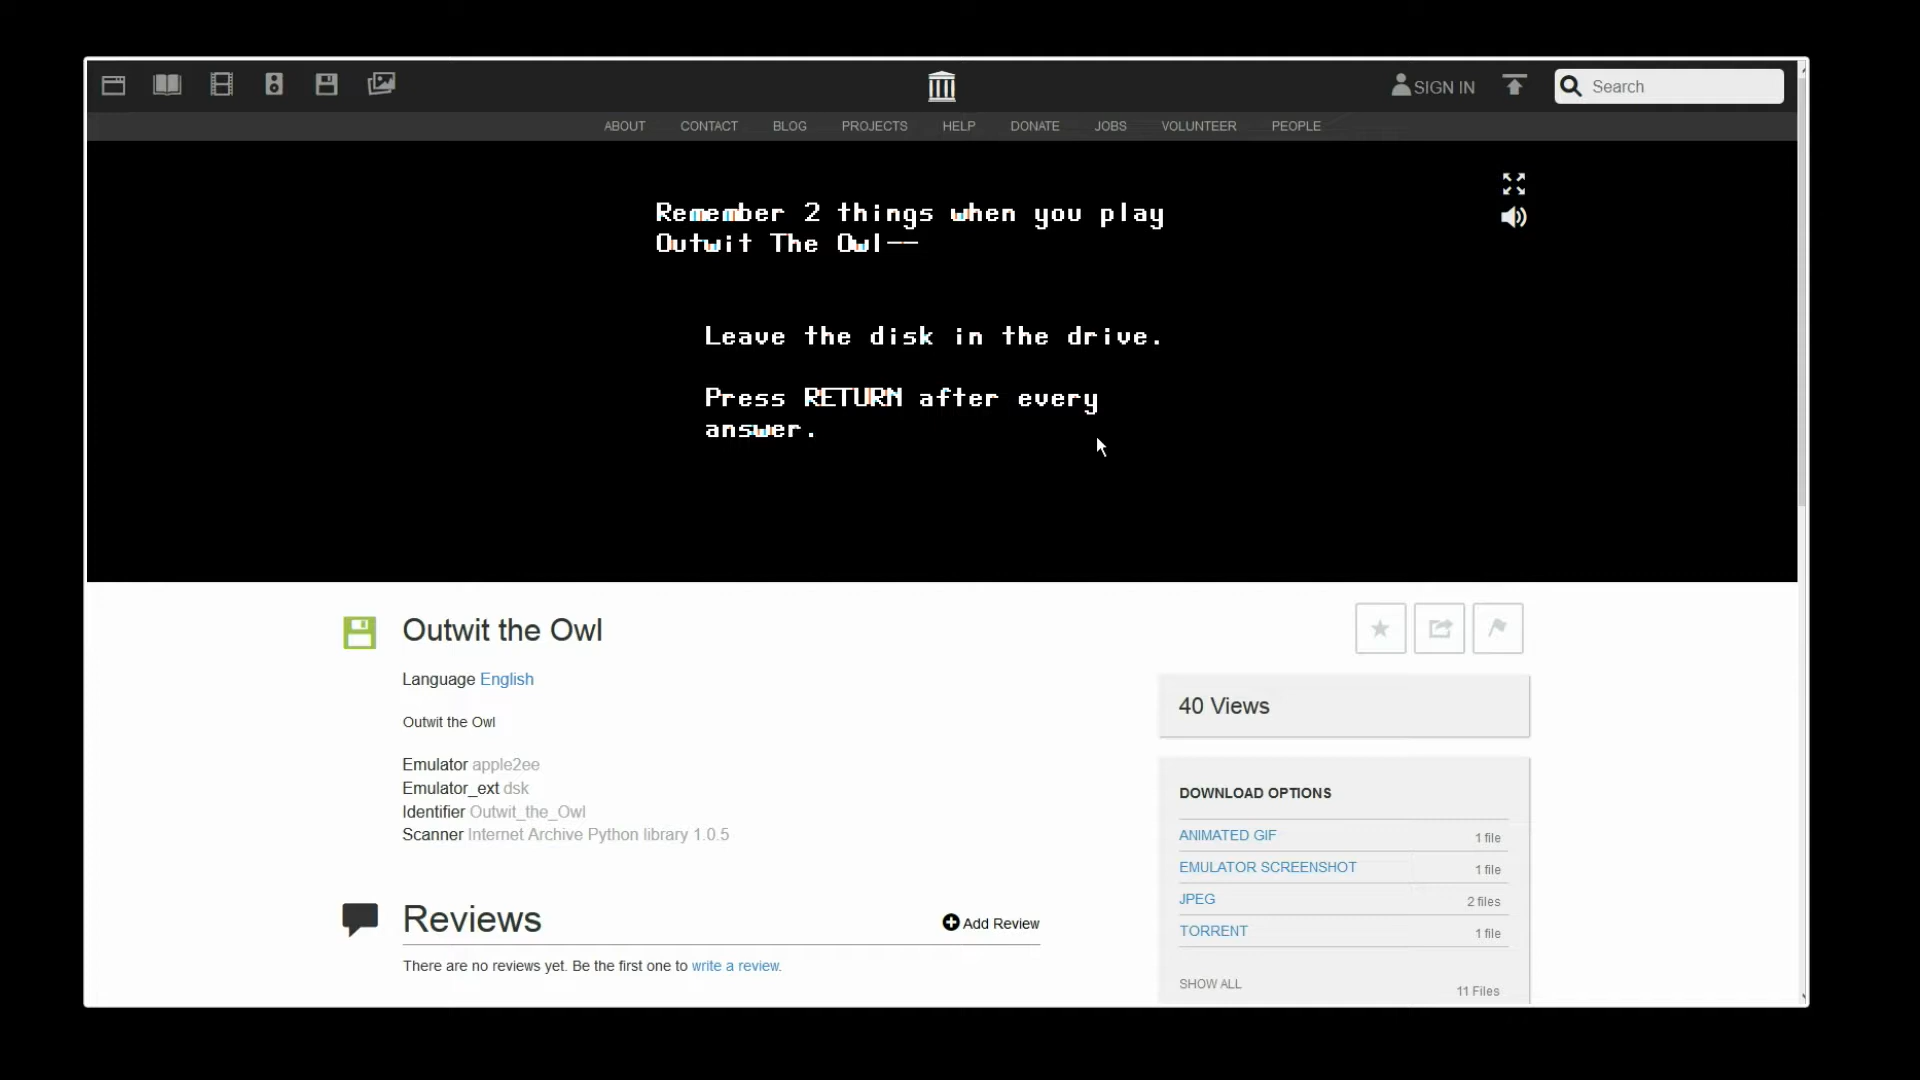 SIGN IN
Search
ABOUT CONTACT BLOG PROJECTS HELP DONATE JOBS VOLUNTEER PEOPLE
Remember 2 things when you play
Outwit The Owl--
Leave the disk in the drive.
Press RETURN after every
answer.
Outwit the Owl
Language English
Outwit the Owl
Emulator apple2ee
Emulator_ext dsk
Identifier Outwit_the_Owl
Scanner Internet Archive Python library 1.0.5
Reviews
Add Review
There are no reviews yet. Be the first one to write a review.
40 Views
DOWNLOAD OPTIONS
ANIMATED GIF 1 file
EMULATOR SCREENSHOT 1 file
JPEG 2 files
TORRENT 1 file
SHOW ALL 11 Files